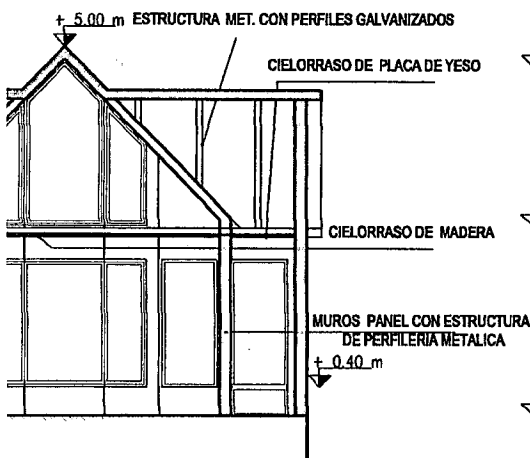 + 5.00 m
ESTRUCTURA MET. CON PERFILES GALVANIZADOS
CIELORRASO DE PLACA DE YESO
CIELORRASO DE MADERA
MUROS PANEL CON ESTRUCTURA
DE PERFILERIA METALICA
+ 0.40 m